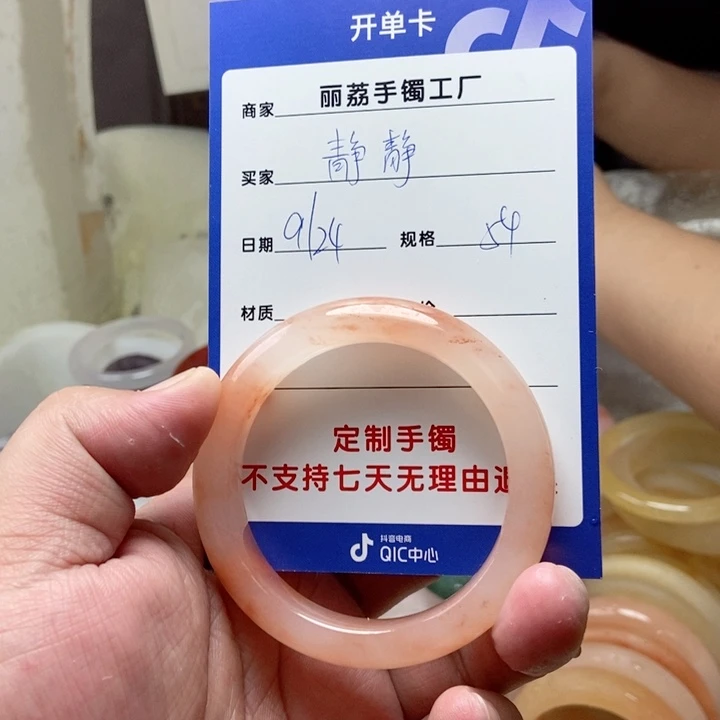 开单卡
商家 丽荔手镯工厂
买家 静静
日期 9/24 规格 54
材质
定制手镯
不支持七天无理由
抖音电商
QIC中心